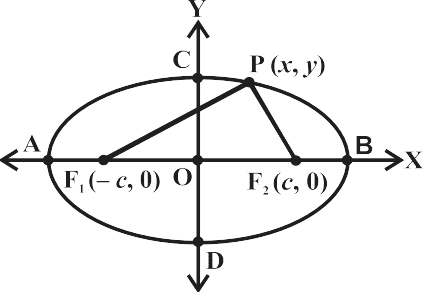 Y
C
P (x, y)
A
B
X
F₁ (– c, 0)
O
F₂ (c, 0)
D